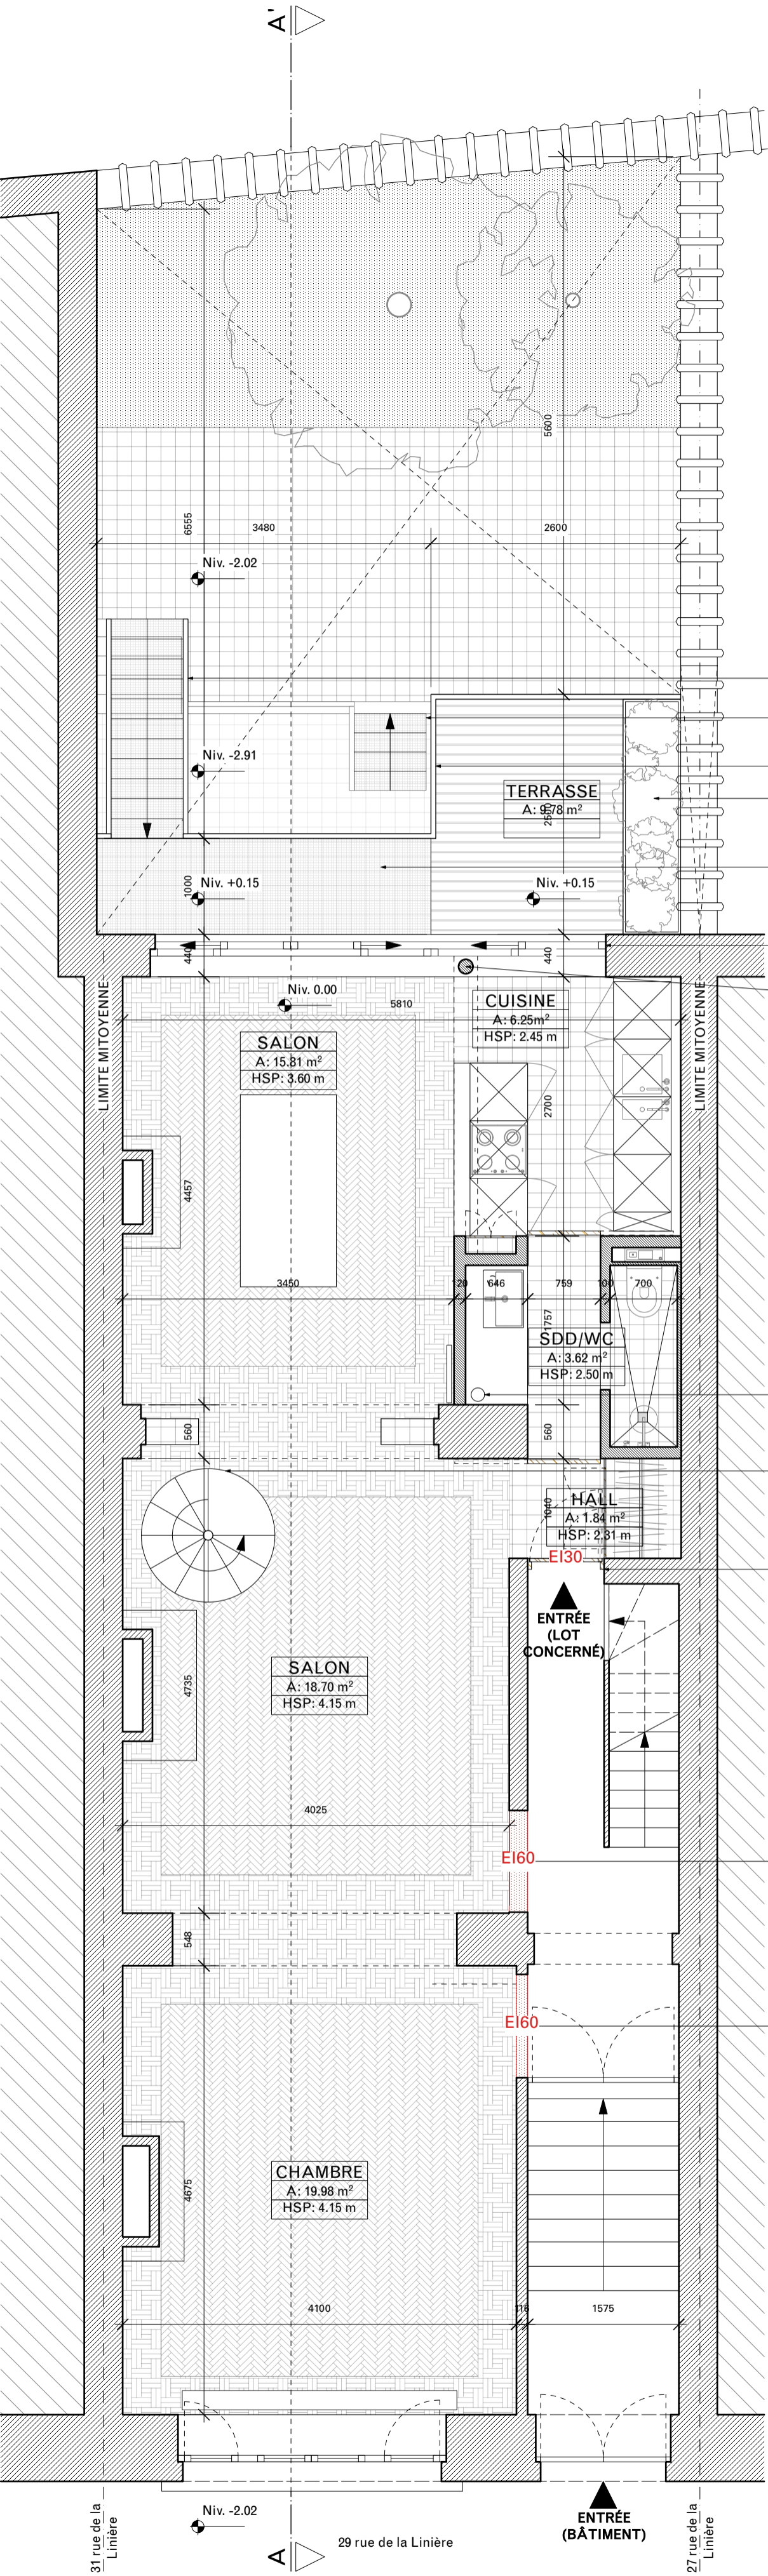 A'
5600
6555
3480
2600
Niv. -2.02
Niv. -2.91
TERRASSE
A: 9.78 m²
1000
Niv. +0.15
Niv. +0.15
440
440
LIMITE MITOYENNE
Niv. 0.00
5810
CUISINE
A: 6.25m²
HSP: 2.45 m
SALON
A: 15.81 m²
HSP: 3.60 m
LIMITE MITOYENNE
2700
4457
3450
120
646
759
100
700
1757
SDD/WC
A: 3.62 m²
HSP: 2.50 m
560
560
HALL
A: 1.84 m²
HSP: 2.31 m
1040
EI30
ENTRÉE
(LOT
CONCERNÉ)
SALON
A: 18.70 m²
HSP: 4.15 m
4735
4025
EI60
548
EI60
CHAMBRE
A: 19.98 m²
HSP: 4.15 m
4675
4100
116
1575
Niv. -2.02
ENTRÉE
(BÂTIMENT)
31 rue de la
Linière
A
29 rue de la Linière
27 rue de la
Linière